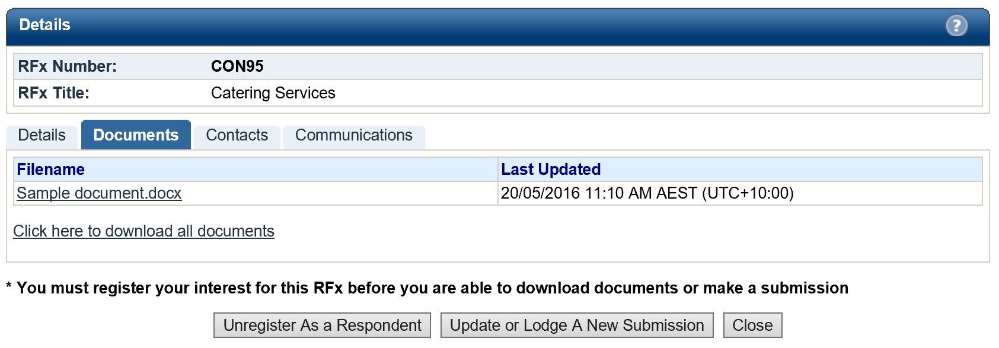 Details
?
RFx Number: CON95
RFx Title: Catering Services
Details Documents Contacts Communications
Filename Last Updated
Sample document.docx 20/05/2016 11:10 AM AEST (UTC+10:00)
Click here to download all documents
* You must register your interest for this RFx before you are able to download documents or make a submission
Unregister As a Respondent Update or Lodge A New Submission Close